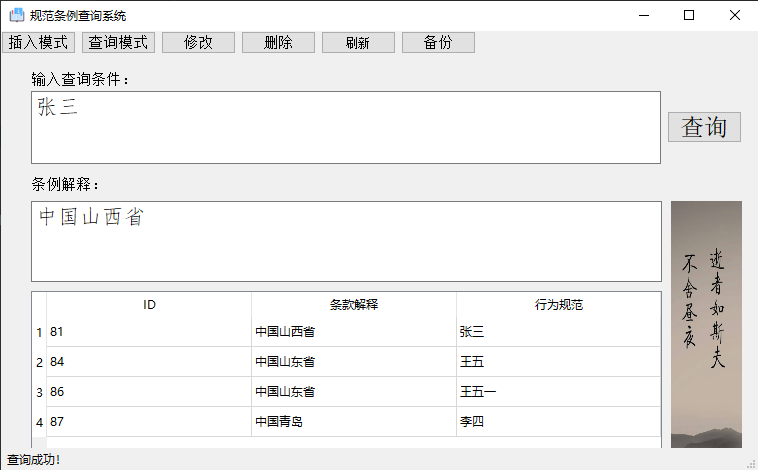 规范条例查询系统
插入模式 查询模式 修改 删除 刷新 备份
输入查询条件：
张三
查询
条例解释：
中国山西省
逝者如斯夫
不舍昼夜
ID 条款解释 行为规范
1 81 中国山西省 张三
2 84 中国山东省 王五
3 86 中国山东省 王五一
4 87 中国青岛 李四
查询成功!